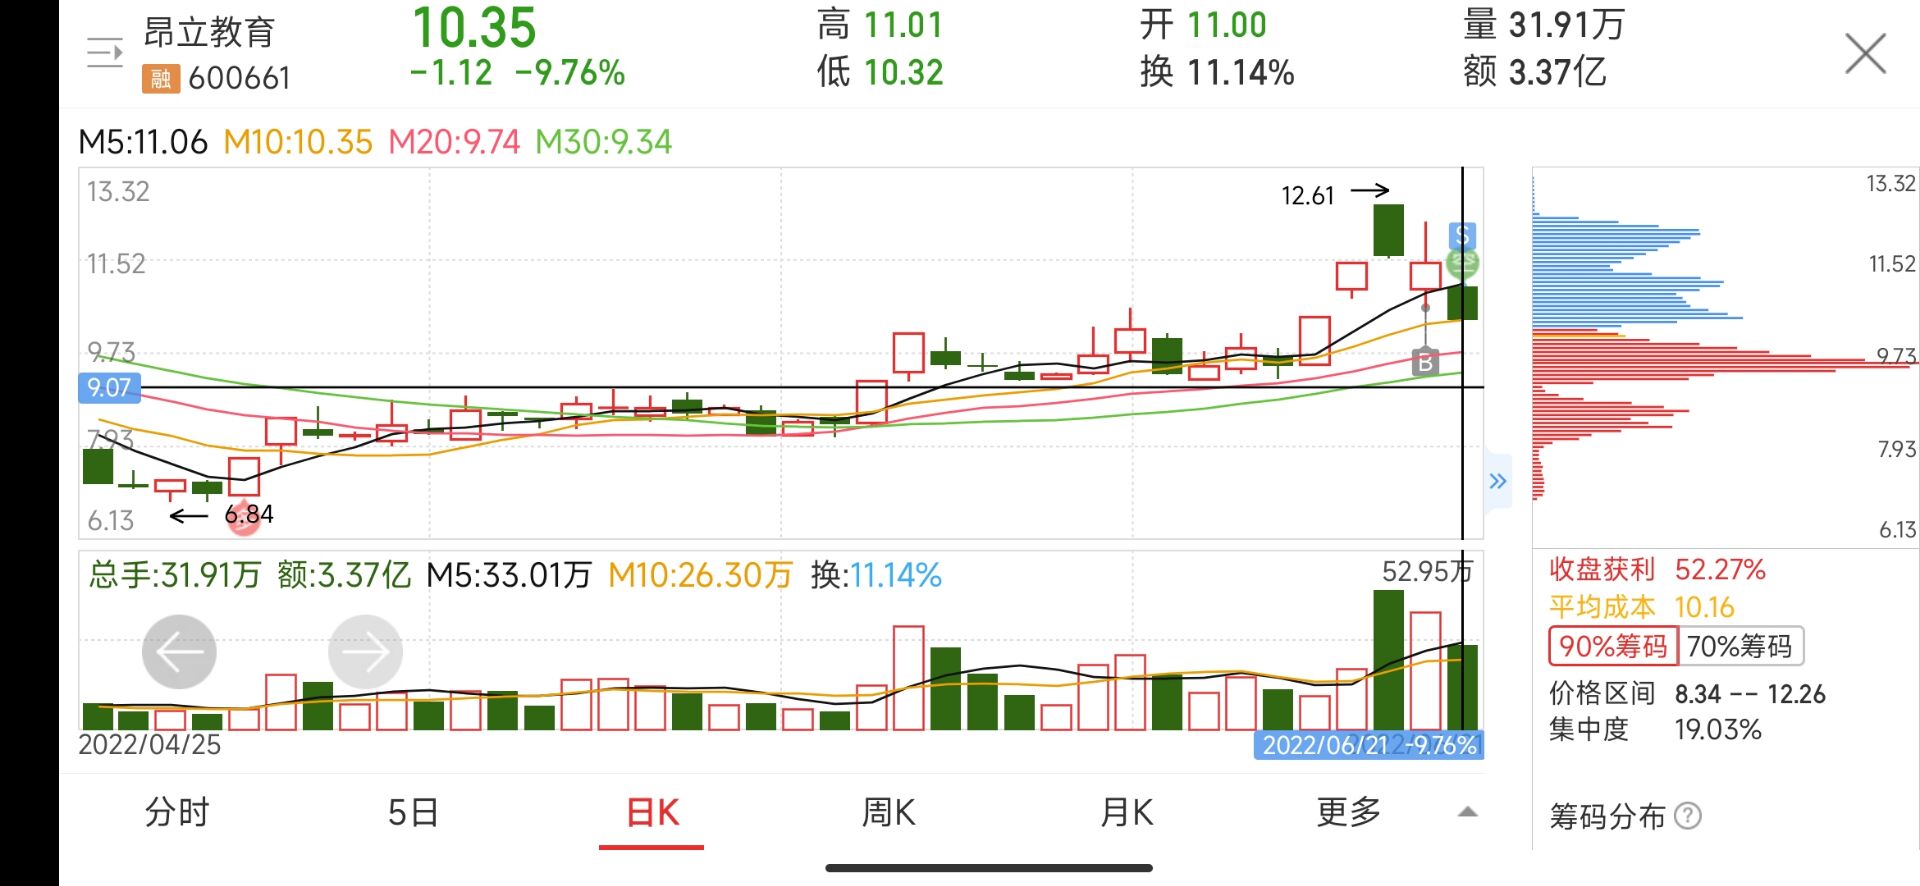 昂立教育
融 600661
10.35
-1.12 -9.76%
高 11.01
低 10.32
开 11.00
换 11.14%
量 31.91万
额 3.37亿
M5:11.06 M10:10.35 M20:9.74 M30:9.34
13.32
11.52
9.73
9.07
7.93
6.13
12.61
6.84
S
B
13.32
11.52
9.73
7.93
6.13
总手:31.91万 额:3.37亿 M5:33.01万 M10:26.30万 换:11.14%
52.95万
2022/04/25
2022/06/21 -9.76%
收盘获利 52.27%
平均成本 10.16
90%筹码 70%筹码
价格区间 8.34 -- 12.26
集中度 19.03%
筹码分布 ?
分时 5日 日K 周K 月K 更多